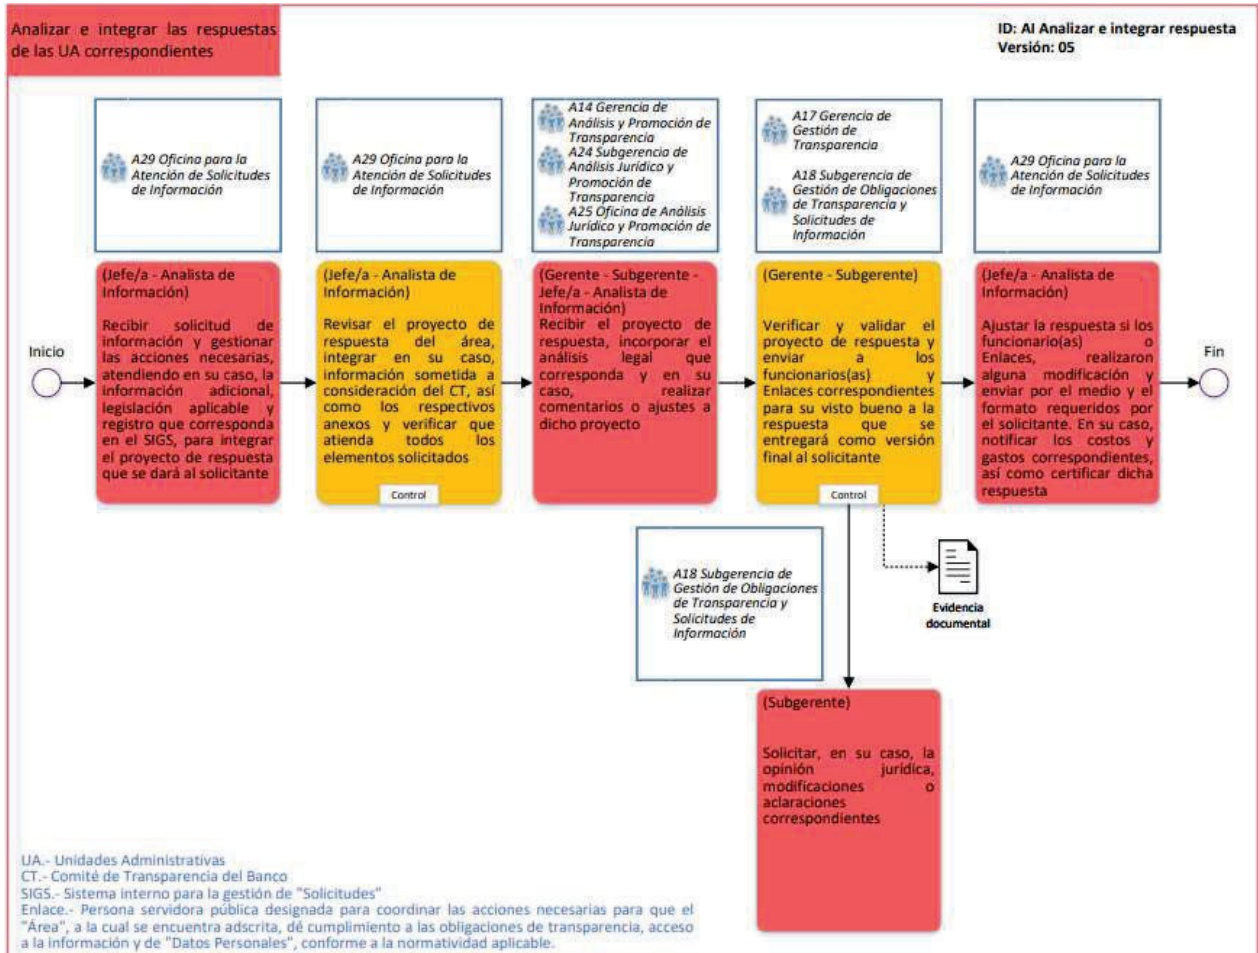 Analizar e integrar las respuestas
de las UA correspondientes
ID: AI Analizar e integrar respuesta
Versión: 05
A29 Oficina para la
Atención de Solicitudes
de Información
A29 Oficina para la
Atención de Solicitudes
de Información
A14 Gerencia de
Análisis y Promoción de
Transparencia
A24 Subgerencia de
Análisis Jurídico y
Promoción de
Transparencia
A25 Oficina de Análisis
Jurídico y Promoción de
Transparencia
A17 Gerencia de
Gestión de
Transparencia
A18 Subgerencia de
Gestión de Obligaciones
de Transparencia y
Solicitudes de
Información
A29 Oficina para la
Atención de Solicitudes
de Información
Inicio
(Jefe/a - Analista de
Información)
Recibir solicitud de
información y gestionar
las acciones necesarias,
atendiendo en su caso, la
información adicional,
legislación aplicable y
registro que corresponda
en el SIGS, para integrar
el proyecto de respuesta
que se dará al solicitante
(Jefe/a - Analista de
Información)
Revisar el proyecto de
respuesta del área,
integrar en su caso,
información sometida a
consideración del CT, así
como los respectivos
anexos y verificar que
atienda todos los
elementos solicitados
Control
(Gerente - Subgerente -
Jefe/a - Analista de
Información)
Recibir el proyecto de
respuesta, incorporar el
análisis legal que
corresponda y en su
caso, realizar
comentarios o ajustes a
dicho proyecto
(Gerente - Subgerente)
Verificar y validar el
proyecto de respuesta y
enviar a los
funcionarios(as) y
Enlaces correspondientes
para su visto bueno a la
respuesta que se
entregará como versión
final al solicitante
Control
(Jefe/a - Analista de
Información)
Ajustar la respuesta si los
funcionario(as) o
Enlaces, realizaron
alguna modificación y
enviar por el medio y el
formato requeridos por
el solicitante. En su caso,
notificar los costos y
gastos correspondientes,
así como certificar dicha
respuesta
Fin
A18 Subgerencia de
Gestión de Obligaciones
de Transparencia y
Solicitudes de
Información
Evidencia
documental
(Subgerente)
Solicitar, en su caso, la
opinión jurídica,
modificaciones o
aclaraciones
correspondientes
UA.- Unidades Administrativas
CT.- Comité de Transparencia del Banco
SIGS.- Sistema interno para la gestión de "Solicitudes"
Enlace.- Persona servidora pública designada para coordinar las acciones necesarias para que el
"Área", a la cual se encuentra adscrita, dé cumplimiento a las obligaciones de transparencia, acceso
a la información y de "Datos Personales", conforme a la normatividad aplicable.